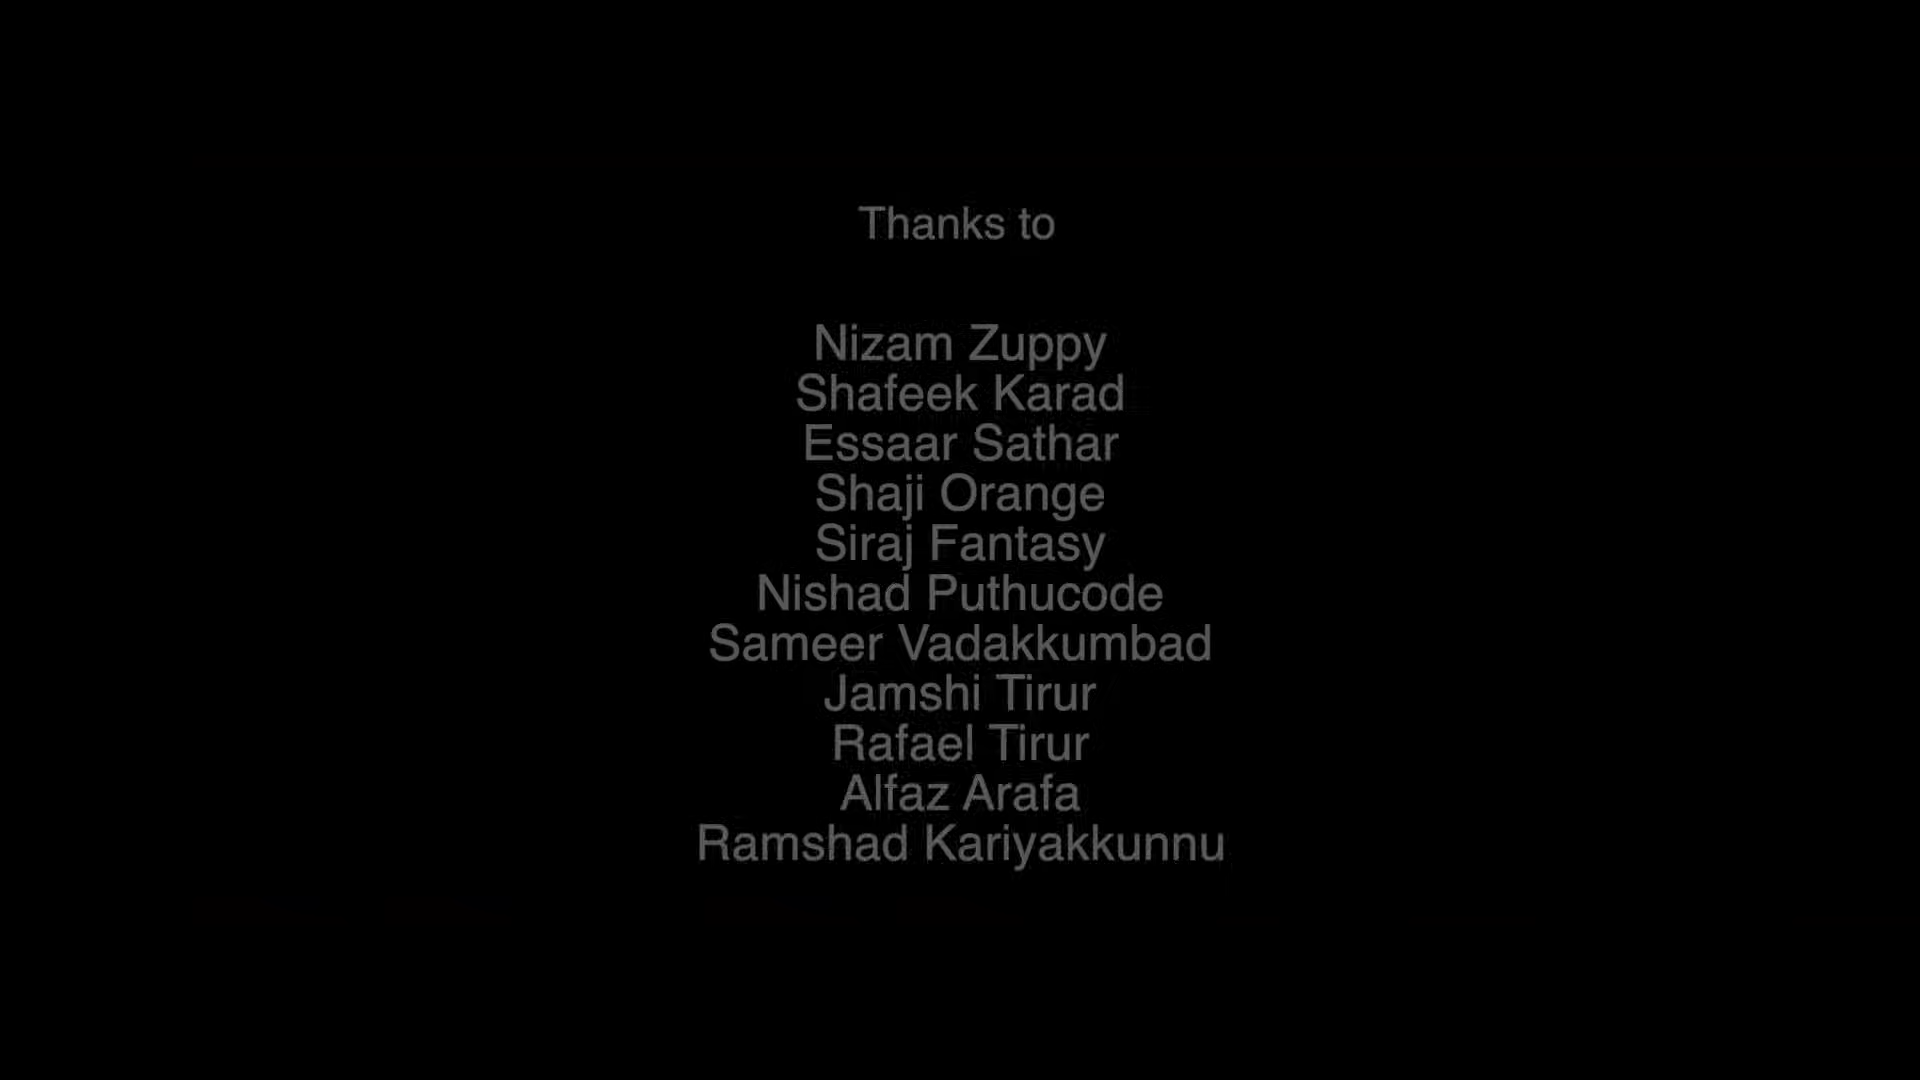 Thanks to
Nizam Zuppy
Shafeek Karad
Essaar Sathar
Shaji Orange
Siraj Fantasy
Nishad Puthucode
Sameer Vadakkumbad
Jamshi Tirur
Rafael Tirur
Alfaz Arafa
Ramshad Kariyakkunnu